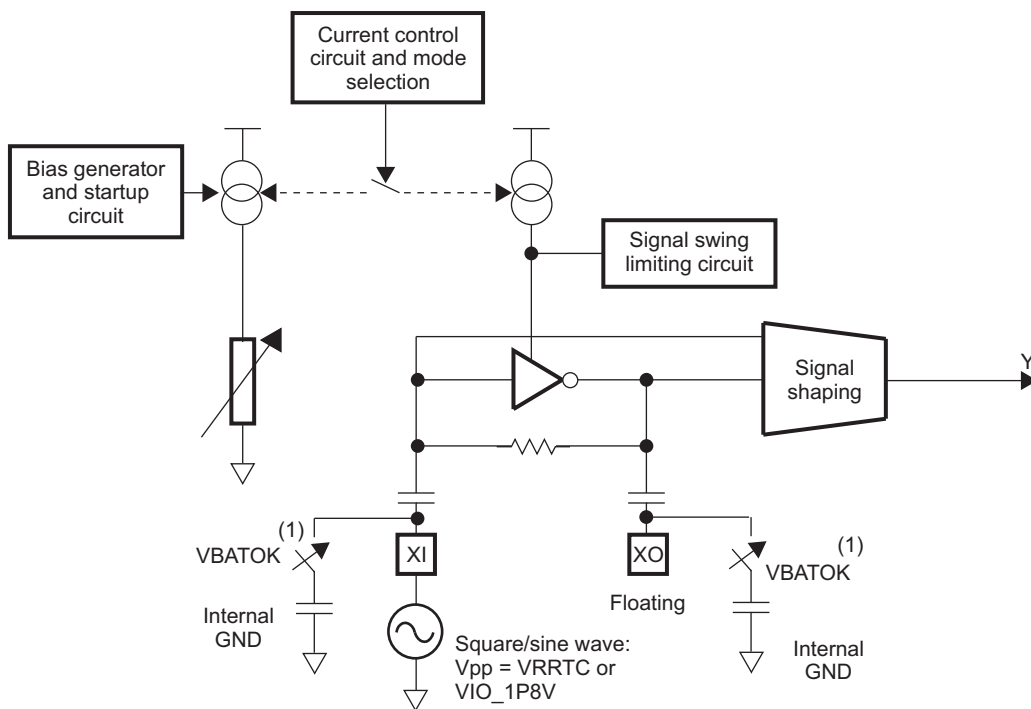 Current control
circuit and mode
selection
Bias generator
and startup
circuit
Signal swing
limiting circuit
Signal
shaping
Y
(1)
VBATOK
XI
XO
(1)
VBATOK
Floating
Internal
GND
Square/sine wave:
Vpp = VRRTC or
VIO_1P8V
Internal
GND